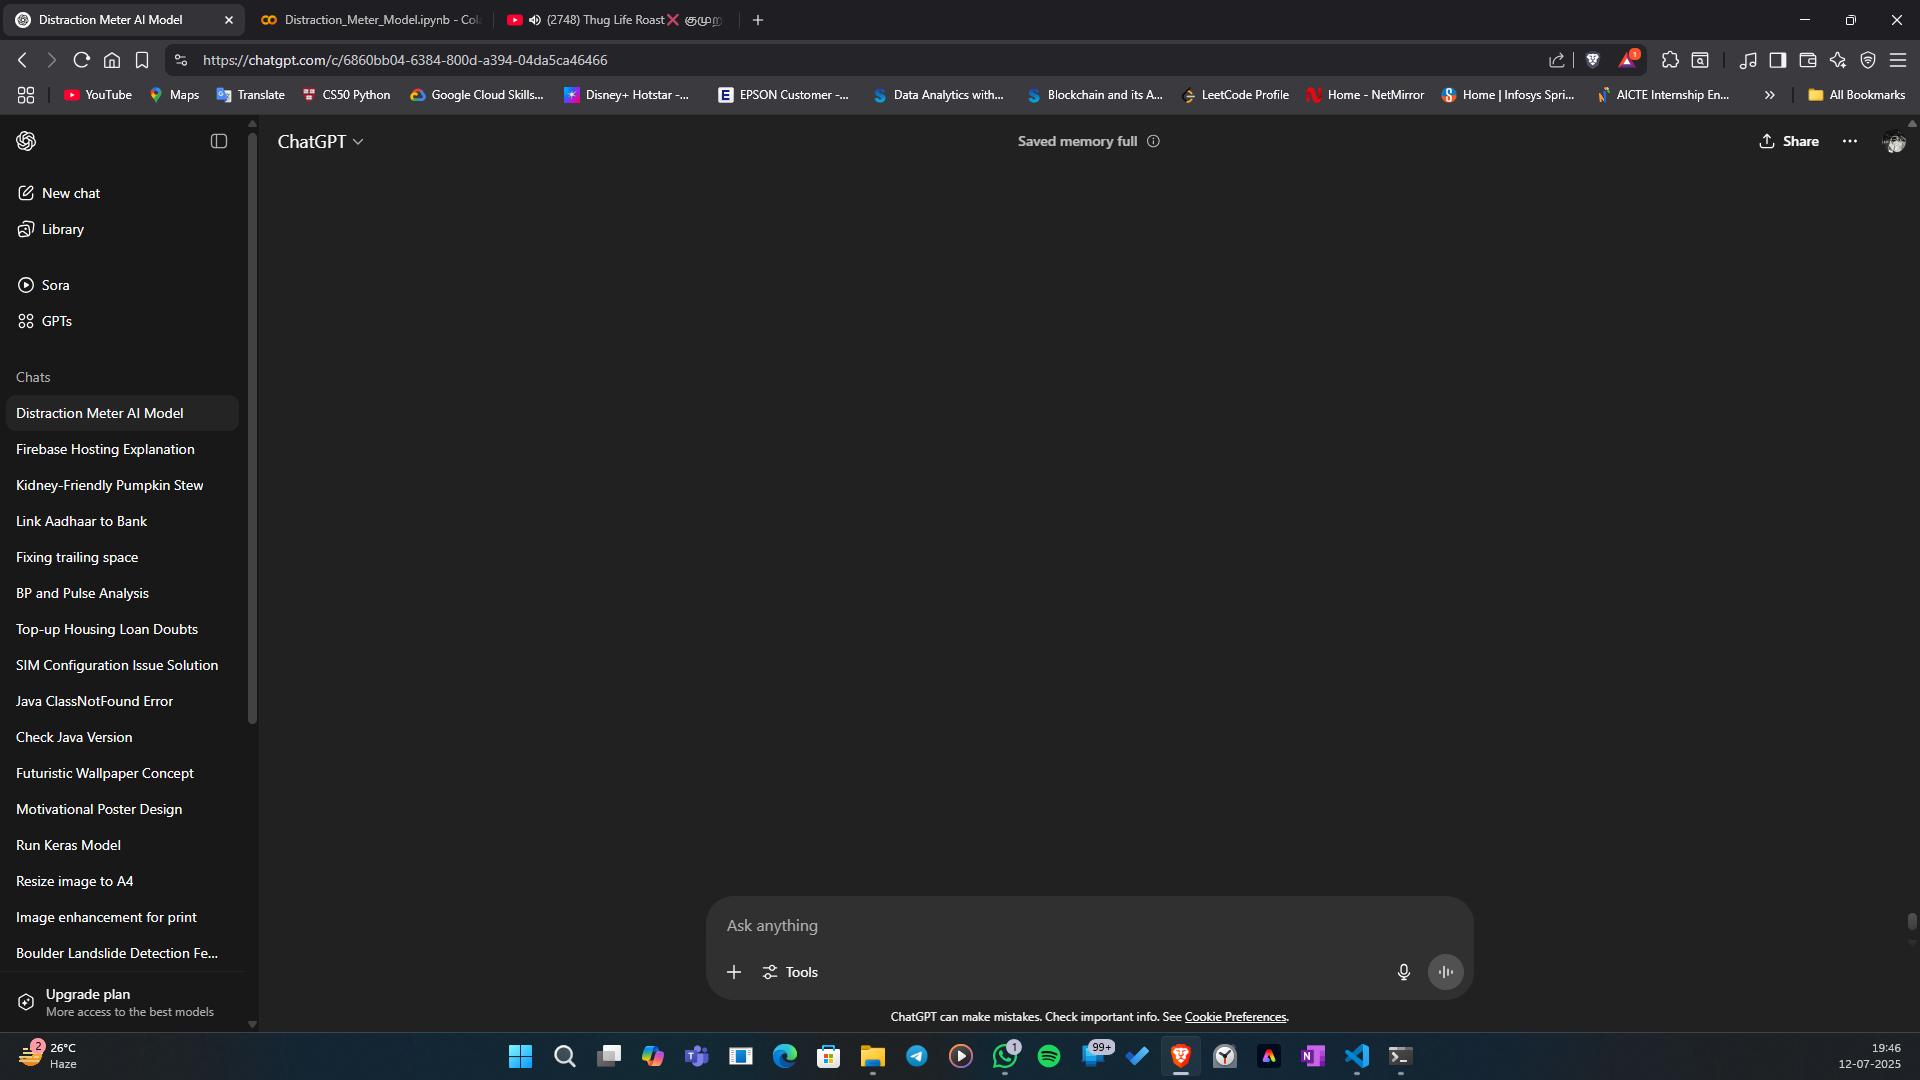 Distraction Meter AI Model
Distraction_Meter_Model.ipynb - Col
(2748) Thug Life Roast❌ குமுற
https://chatgpt.com/c/6860bb04-6384-800d-a394-04da5ca46466
1
YouTube
Maps
Translate
CS50 Python
Google Cloud Skills...
Disney+ Hotstar -...
EPSON Customer -...
Data Analytics with...
Blockchain and its A...
LeetCode Profile
Home - NetMirror
Home | Infosys Spri...
AICTE Internship En...
All Bookmarks
ChatGPT
Saved memory full
Share
New chat
Library
Sora
GPTs
Chats
Distraction Meter AI Model
Firebase Hosting Explanation
Kidney-Friendly Pumpkin Stew
Link Aadhaar to Bank
Fixing trailing space
BP and Pulse Analysis
Top-up Housing Loan Doubts
SIM Configuration Issue Solution
Java ClassNotFound Error
Check Java Version
Futuristic Wallpaper Concept
Motivational Poster Design
Run Keras Model
Resize image to A4
Image enhancement for print
Boulder Landslide Detection Fe...
Upgrade plan
More access to the best models
Ask anything
Tools
ChatGPT can make mistakes. Check important info. See Cookie Preferences.
2
26°C
Haze
1
99+
19:46
12-07-2025